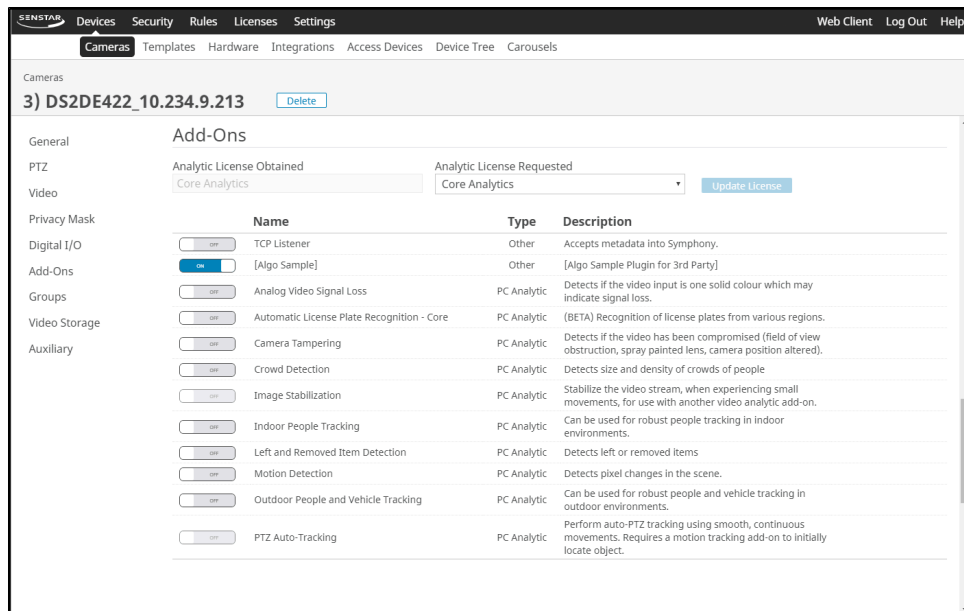 SENSTAR Devices Security Rules Licenses Settings Web Client Log Out Help
Cameras Templates Hardware Integrations Access Devices Device Tree Carousels
Cameras
3) DS2DE422_10.234.9.213 Delete
General
PTZ
Video
Privacy Mask
Digital I/O
Add-Ons
Groups
Video Storage
Auxiliary
Add-Ons
Analytic License Obtained Analytic License Requested
Core Analytics Core Analytics Update License
Name Type Description
OFF TCP Listener Other Accepts metadata into Symphony.
ON [Algo Sample] Other [Algo Sample Plugin for 3rd Party]
OFF Analog Video Signal Loss PC Analytic Detects if the video input is one solid colour which may
indicate signal loss.
OFF Automatic License Plate Recognition - Core PC Analytic (BETA) Recognition of license plates from various regions.
OFF Camera Tampering PC Analytic Detects if the video has been compromised (field of view
obstruction, spray painted lens, camera position altered).
OFF Crowd Detection PC Analytic Detects size and density of crowds of people
OFF Image Stabilization PC Analytic Stabilize the video stream, when experiencing small
movements, for use with another video analytic add-on.
OFF Indoor People Tracking PC Analytic Can be used for robust people tracking in indoor
environments.
OFF Left and Removed Item Detection PC Analytic Detects left or removed items
OFF Motion Detection PC Analytic Detects pixel changes in the scene.
OFF Outdoor People and Vehicle Tracking PC Analytic Can be used for robust people and vehicle tracking in
outdoor environments.
OFF PTZ Auto-Tracking PC Analytic Perform auto-PTZ tracking using smooth, continuous
movements. Requires a motion tracking add-on to initially
locate object.